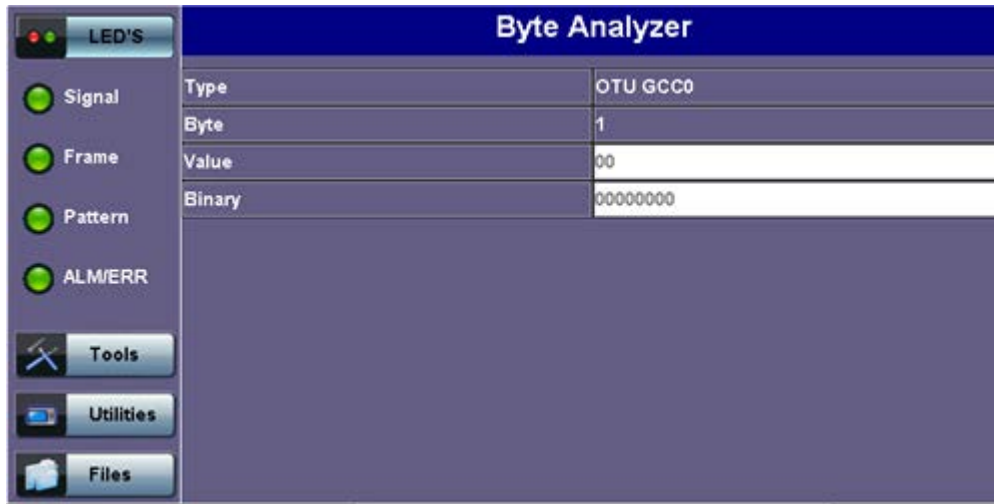 LED'S
Signal
Frame
Pattern
ALM/ERR
Tools
Utilities
Files
Byte Analyzer
Type OTU GCC0
Byte 1
Value 00
Binary 00000000